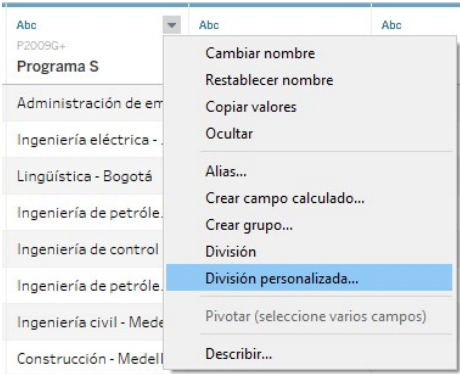 Abc
Abc
Abc
P2009G+
Programa S
Administración de em
Ingeniería eléctrica -
Lingüística - Bogotá
Ingeniería de petróle
Ingeniería de control
Ingeniería de petróle
Ingeniería civil - Mede
Construcción - Medell
Cambiar nombre
Restablecer nombre
Copiar valores
Ocultar
Alias...
Crear campo calculado...
Crear grupo...
División
División personalizada...
Pivotar (seleccione varios campos)
Describir...